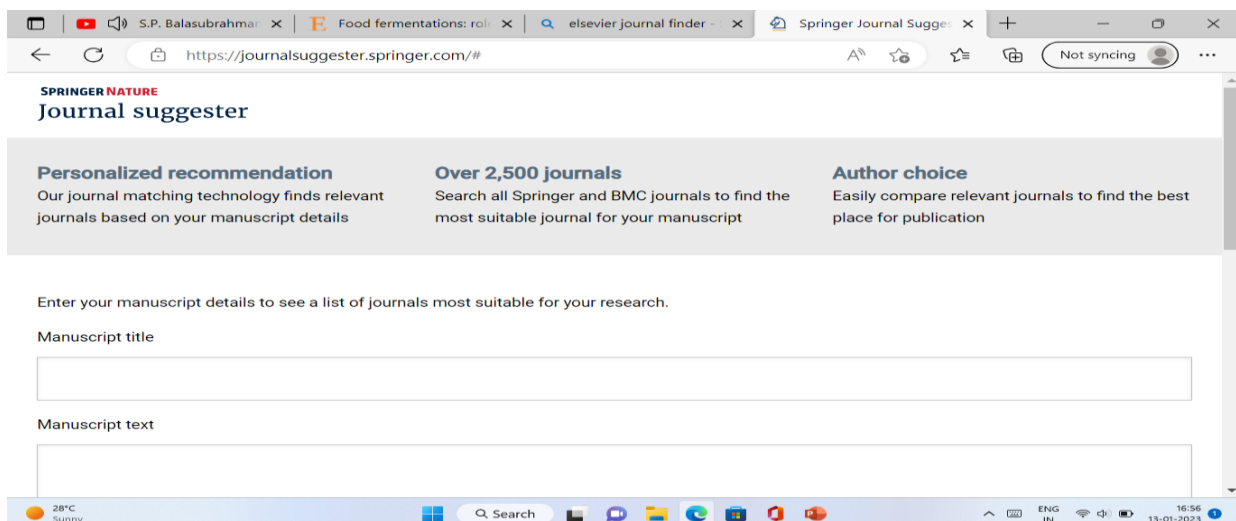 S.P. Balasubrahman
Food fermentations: rol
elsevier journal finder -
Springer Journal Sugge
https://journalsuggester.springer.com/#
Not syncing
SPRINGER NATURE
Journal suggester
Personalized recommendation
Our journal matching technology finds relevant
journals based on your manuscript details
Over 2,500 journals
Search all Springer and BMC journals to find the
most suitable journal for your manuscript
Author choice
Easily compare relevant journals to find the best
place for publication
Enter your manuscript details to see a list of journals most suitable for your research.
Manuscript title
Manuscript text
28°C
Sunny
Search
ENG
IN
16:56
13-01-2023
1